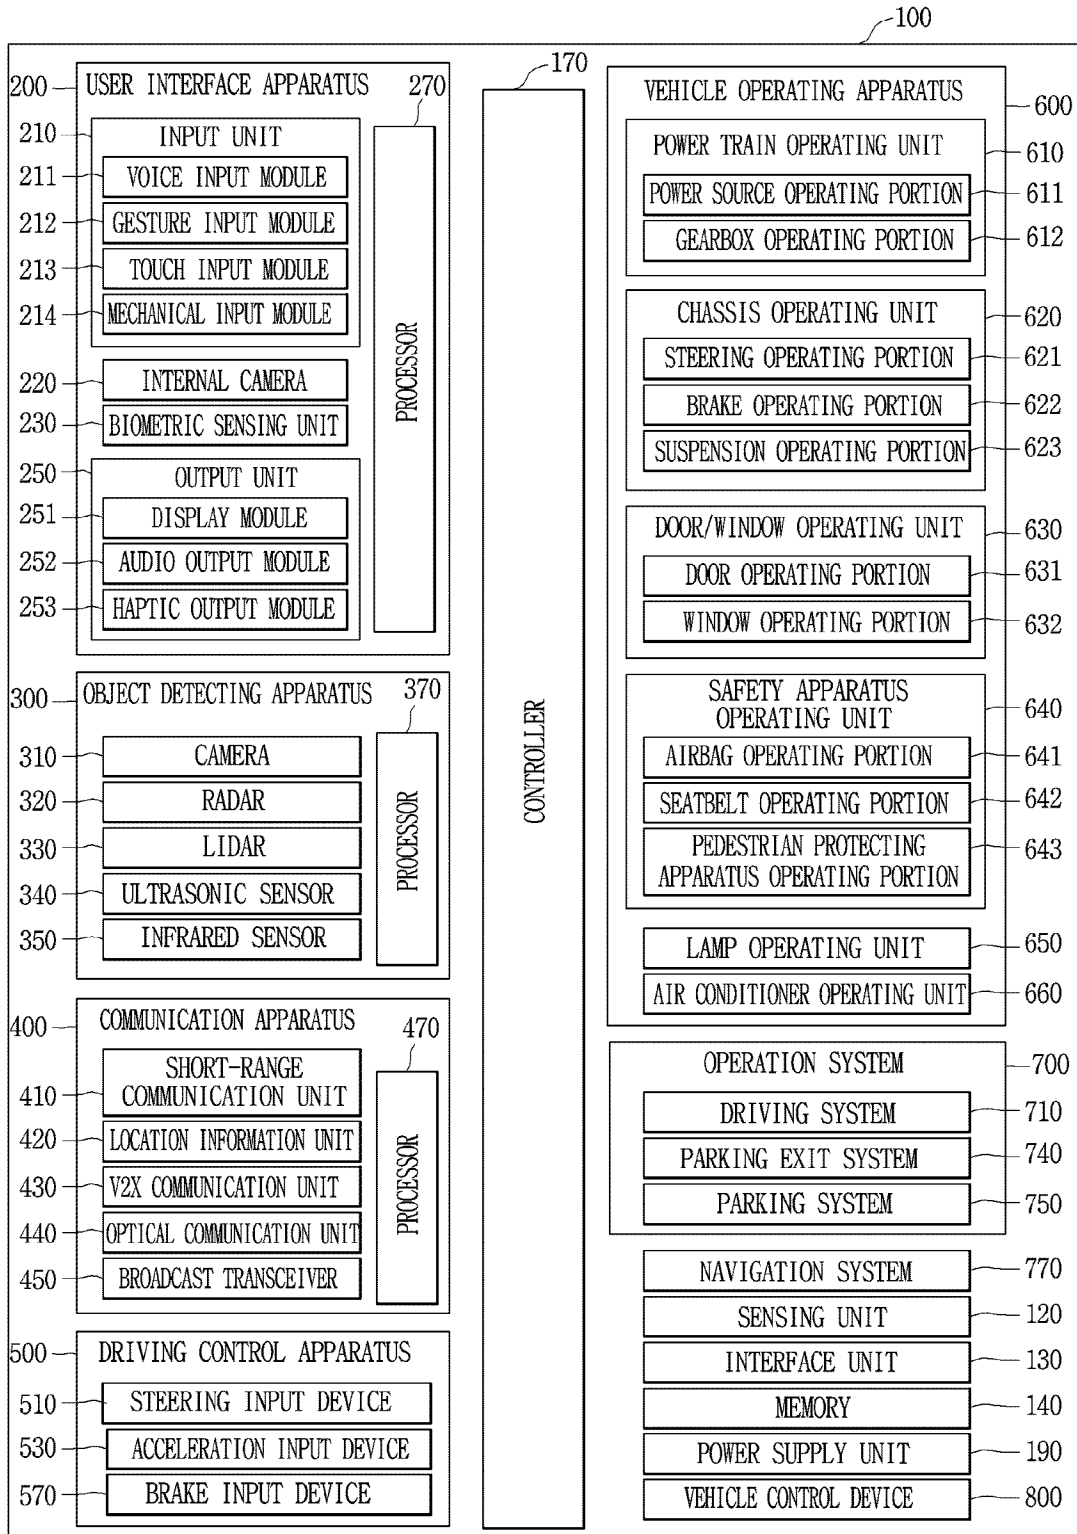 100
200
USER INTERFACE APPARATUS
270
210
INPUT UNIT
211
VOICE INPUT MODULE
212
GESTURE INPUT MODULE
213
TOUCH INPUT MODULE
214
MECHANICAL INPUT MODULE
220
INTERNAL CAMERA
230
BIOMETRIC SENSING UNIT
250
OUTPUT UNIT
251
DISPLAY MODULE
252
AUDIO OUTPUT MODULE
253
HAPTIC OUTPUT MODULE
PROCESSOR
300
OBJECT DETECTING APPARATUS
370
310
CAMERA
320
RADAR
330
LIDAR
340
ULTRASONIC SENSOR
350
INFRARED SENSOR
PROCESSOR
400
COMMUNICATION APPARATUS
470
410
SHORT-RANGE
COMMUNICATION UNIT
420
LOCATION INFORMATION UNIT
430
V2X COMMUNICATION UNIT
440
OPTICAL COMMUNICATION UNIT
450
BROADCAST TRANSCEIVER
PROCESSOR
500
DRIVING CONTROL APPARATUS
510
STEERING INPUT DEVICE
530
ACCELERATION INPUT DEVICE
570
BRAKE INPUT DEVICE
170
CONTROLLER
VEHICLE OPERATING APPARATUS
600
POWER TRAIN OPERATING UNIT
610
POWER SOURCE OPERATING PORTION
611
GEARBOX OPERATING PORTION
612
CHASSIS OPERATING UNIT
620
STEERING OPERATING PORTION
621
BRAKE OPERATING PORTION
622
SUSPENSION OPERATING PORTION
623
DOOR/WINDOW OPERATING UNIT
630
DOOR OPERATING PORTION
631
WINDOW OPERATING PORTION
632
SAFETY APPARATUS
OPERATING UNIT
640
AIRBAG OPERATING PORTION
641
SEATBELT OPERATING PORTION
642
PEDESTRIAN PROTECTING
APPARATUS OPERATING PORTION
643
LAMP OPERATING UNIT
650
AIR CONDITIONER OPERATING UNIT
660
OPERATION SYSTEM
700
DRIVING SYSTEM
710
PARKING EXIT SYSTEM
740
PARKING SYSTEM
750
NAVIGATION SYSTEM
770
SENSING UNIT
120
INTERFACE UNIT
130
MEMORY
140
POWER SUPPLY UNIT
190
VEHICLE CONTROL DEVICE
800